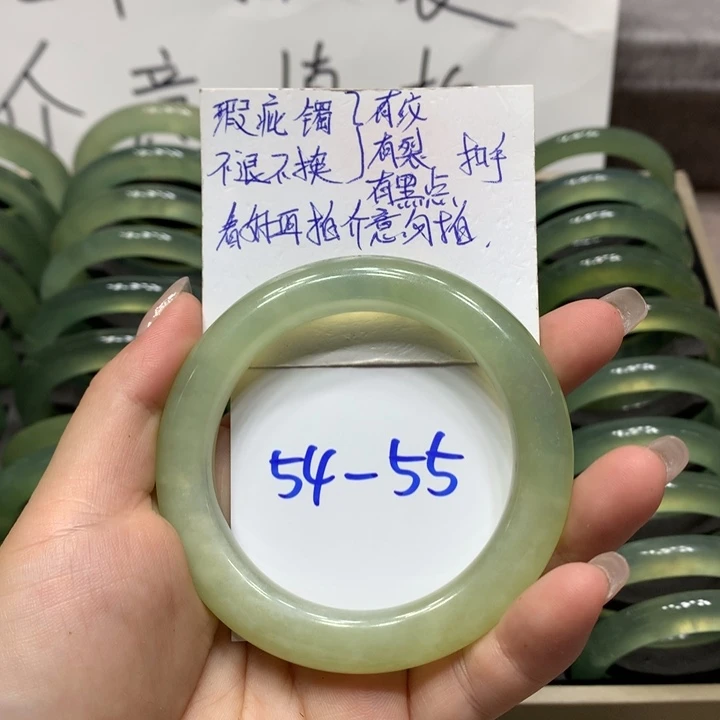 瑕疵镯 } 有纹
不退不换 } 有裂 扣手
有黑点
看好再拍介意勿拍.
54-55